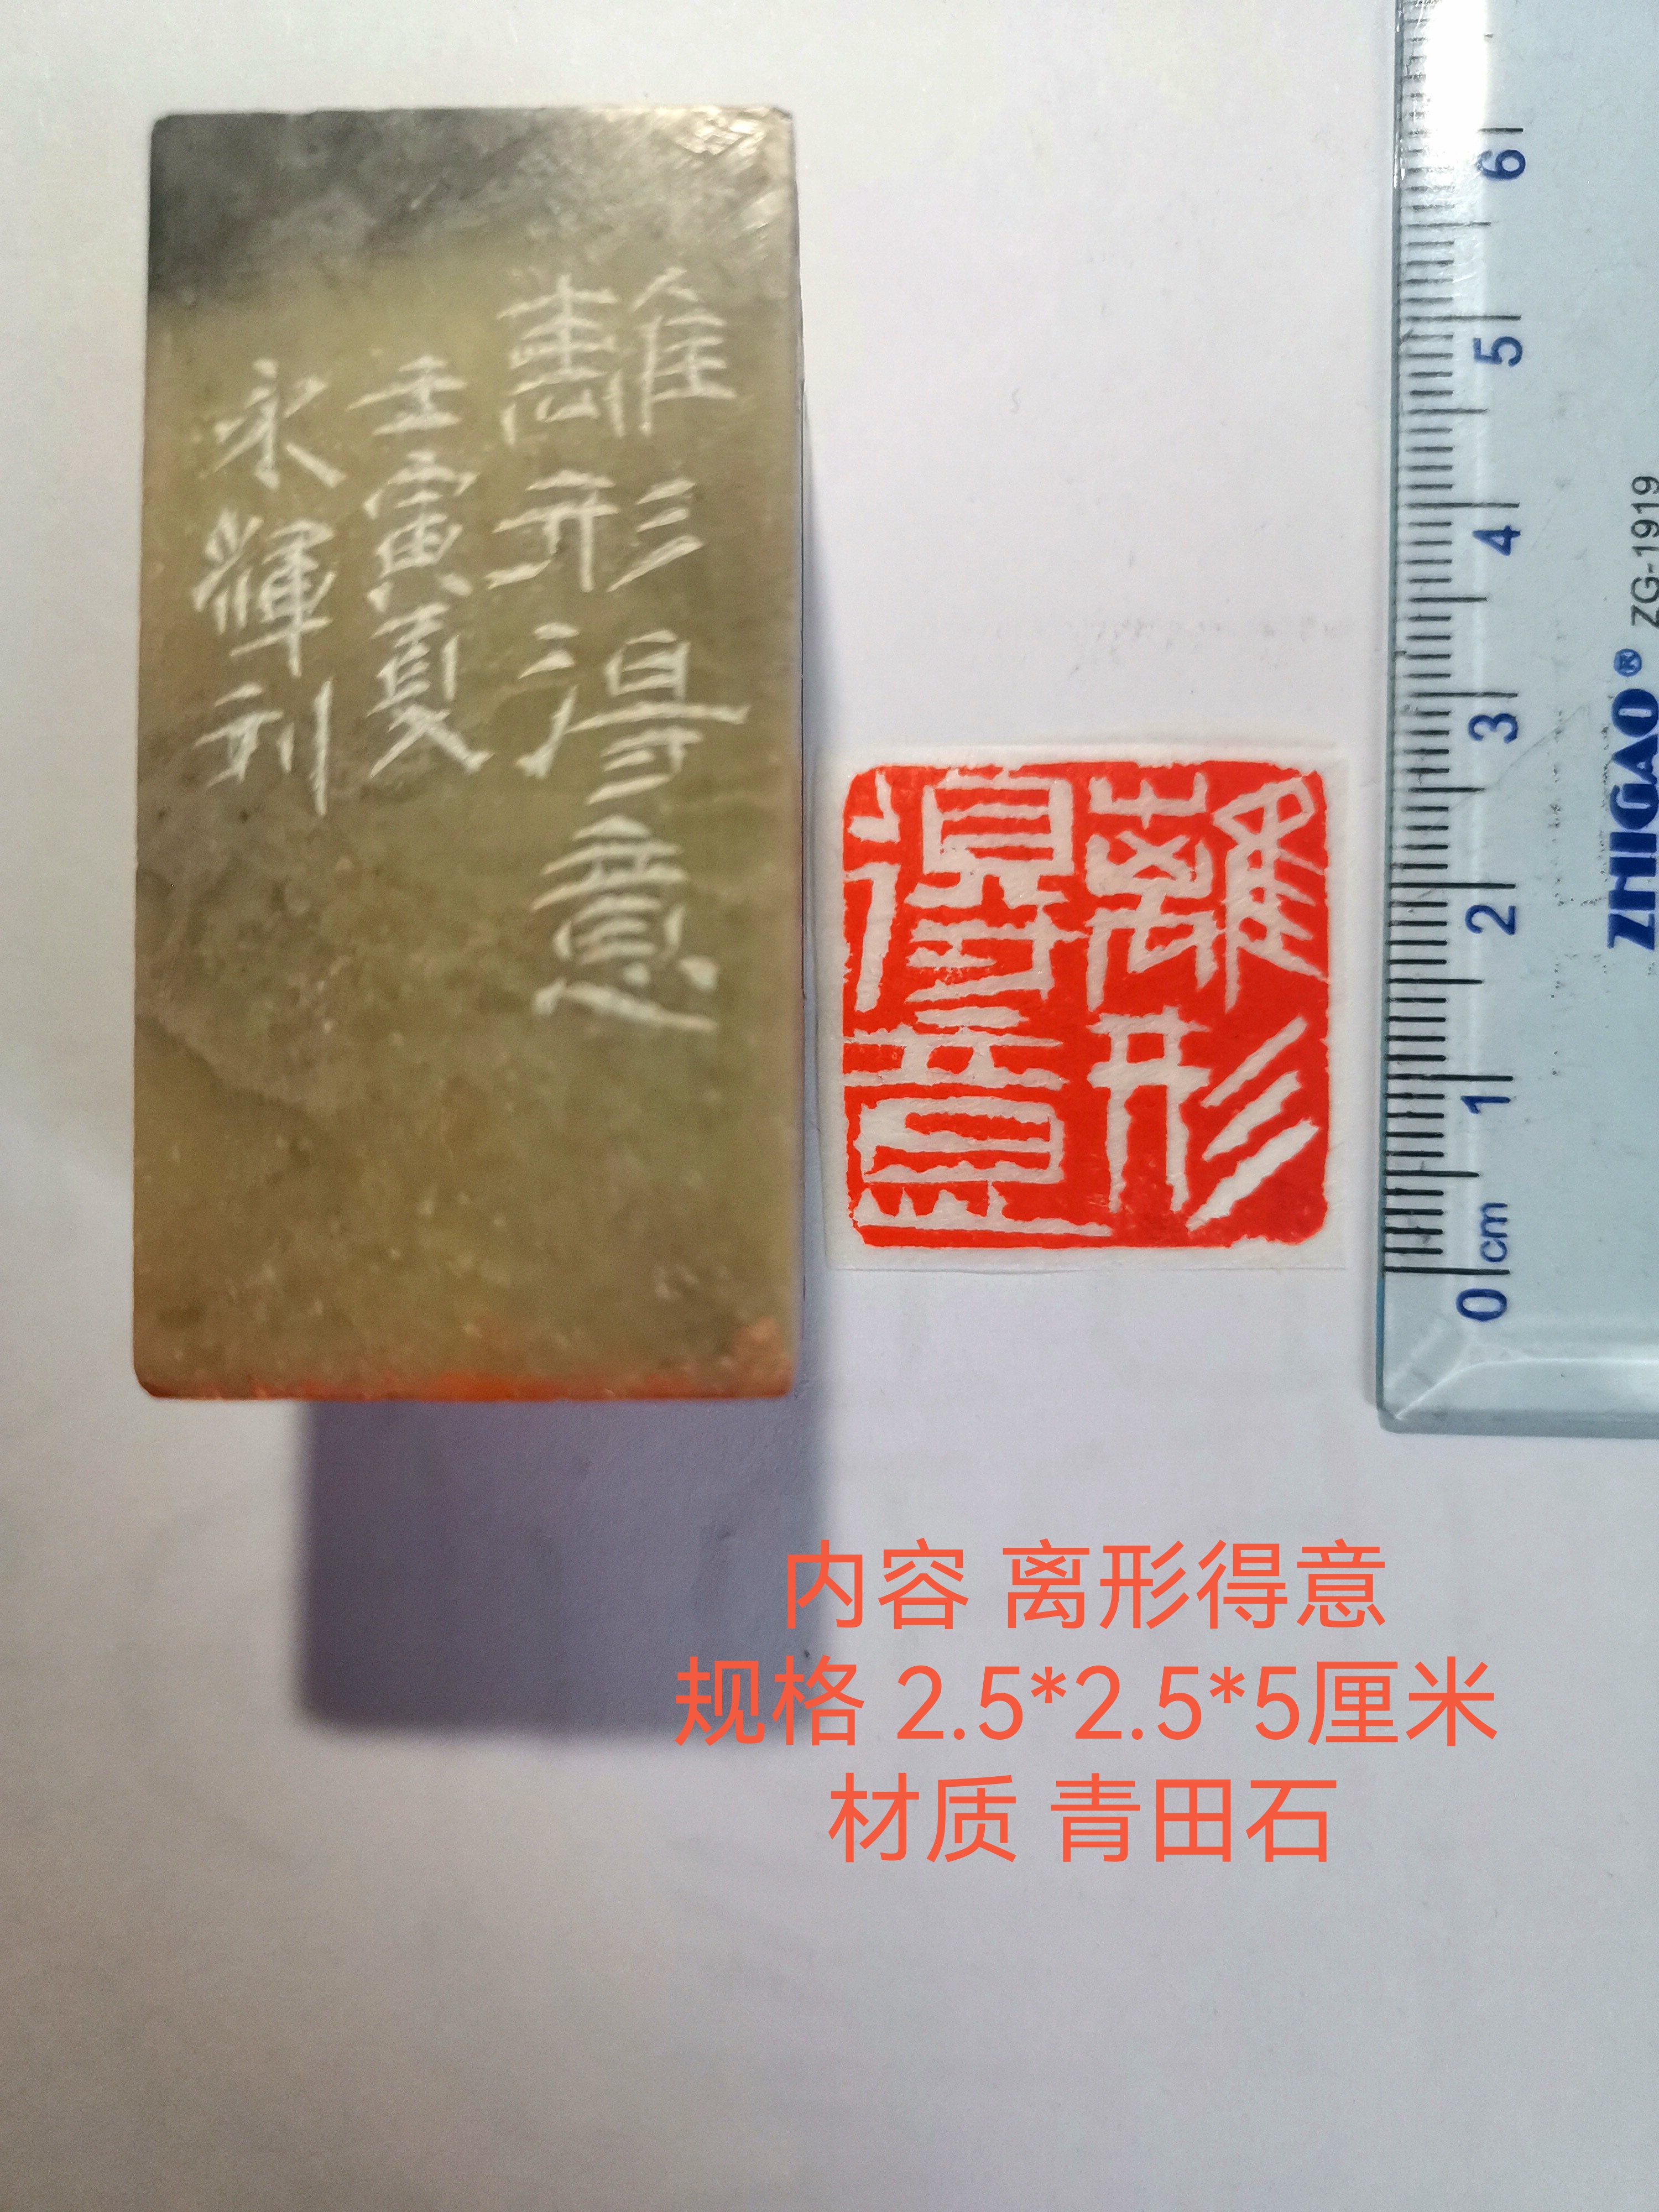 離形得意
壬寅夏
永輝刊
離形
得意
6
5
4
3
2
1
0 cm
ZHIGAO® ZG-1919
内容 离形得意
规格 2.5*2.5*5厘米
材质 青田石